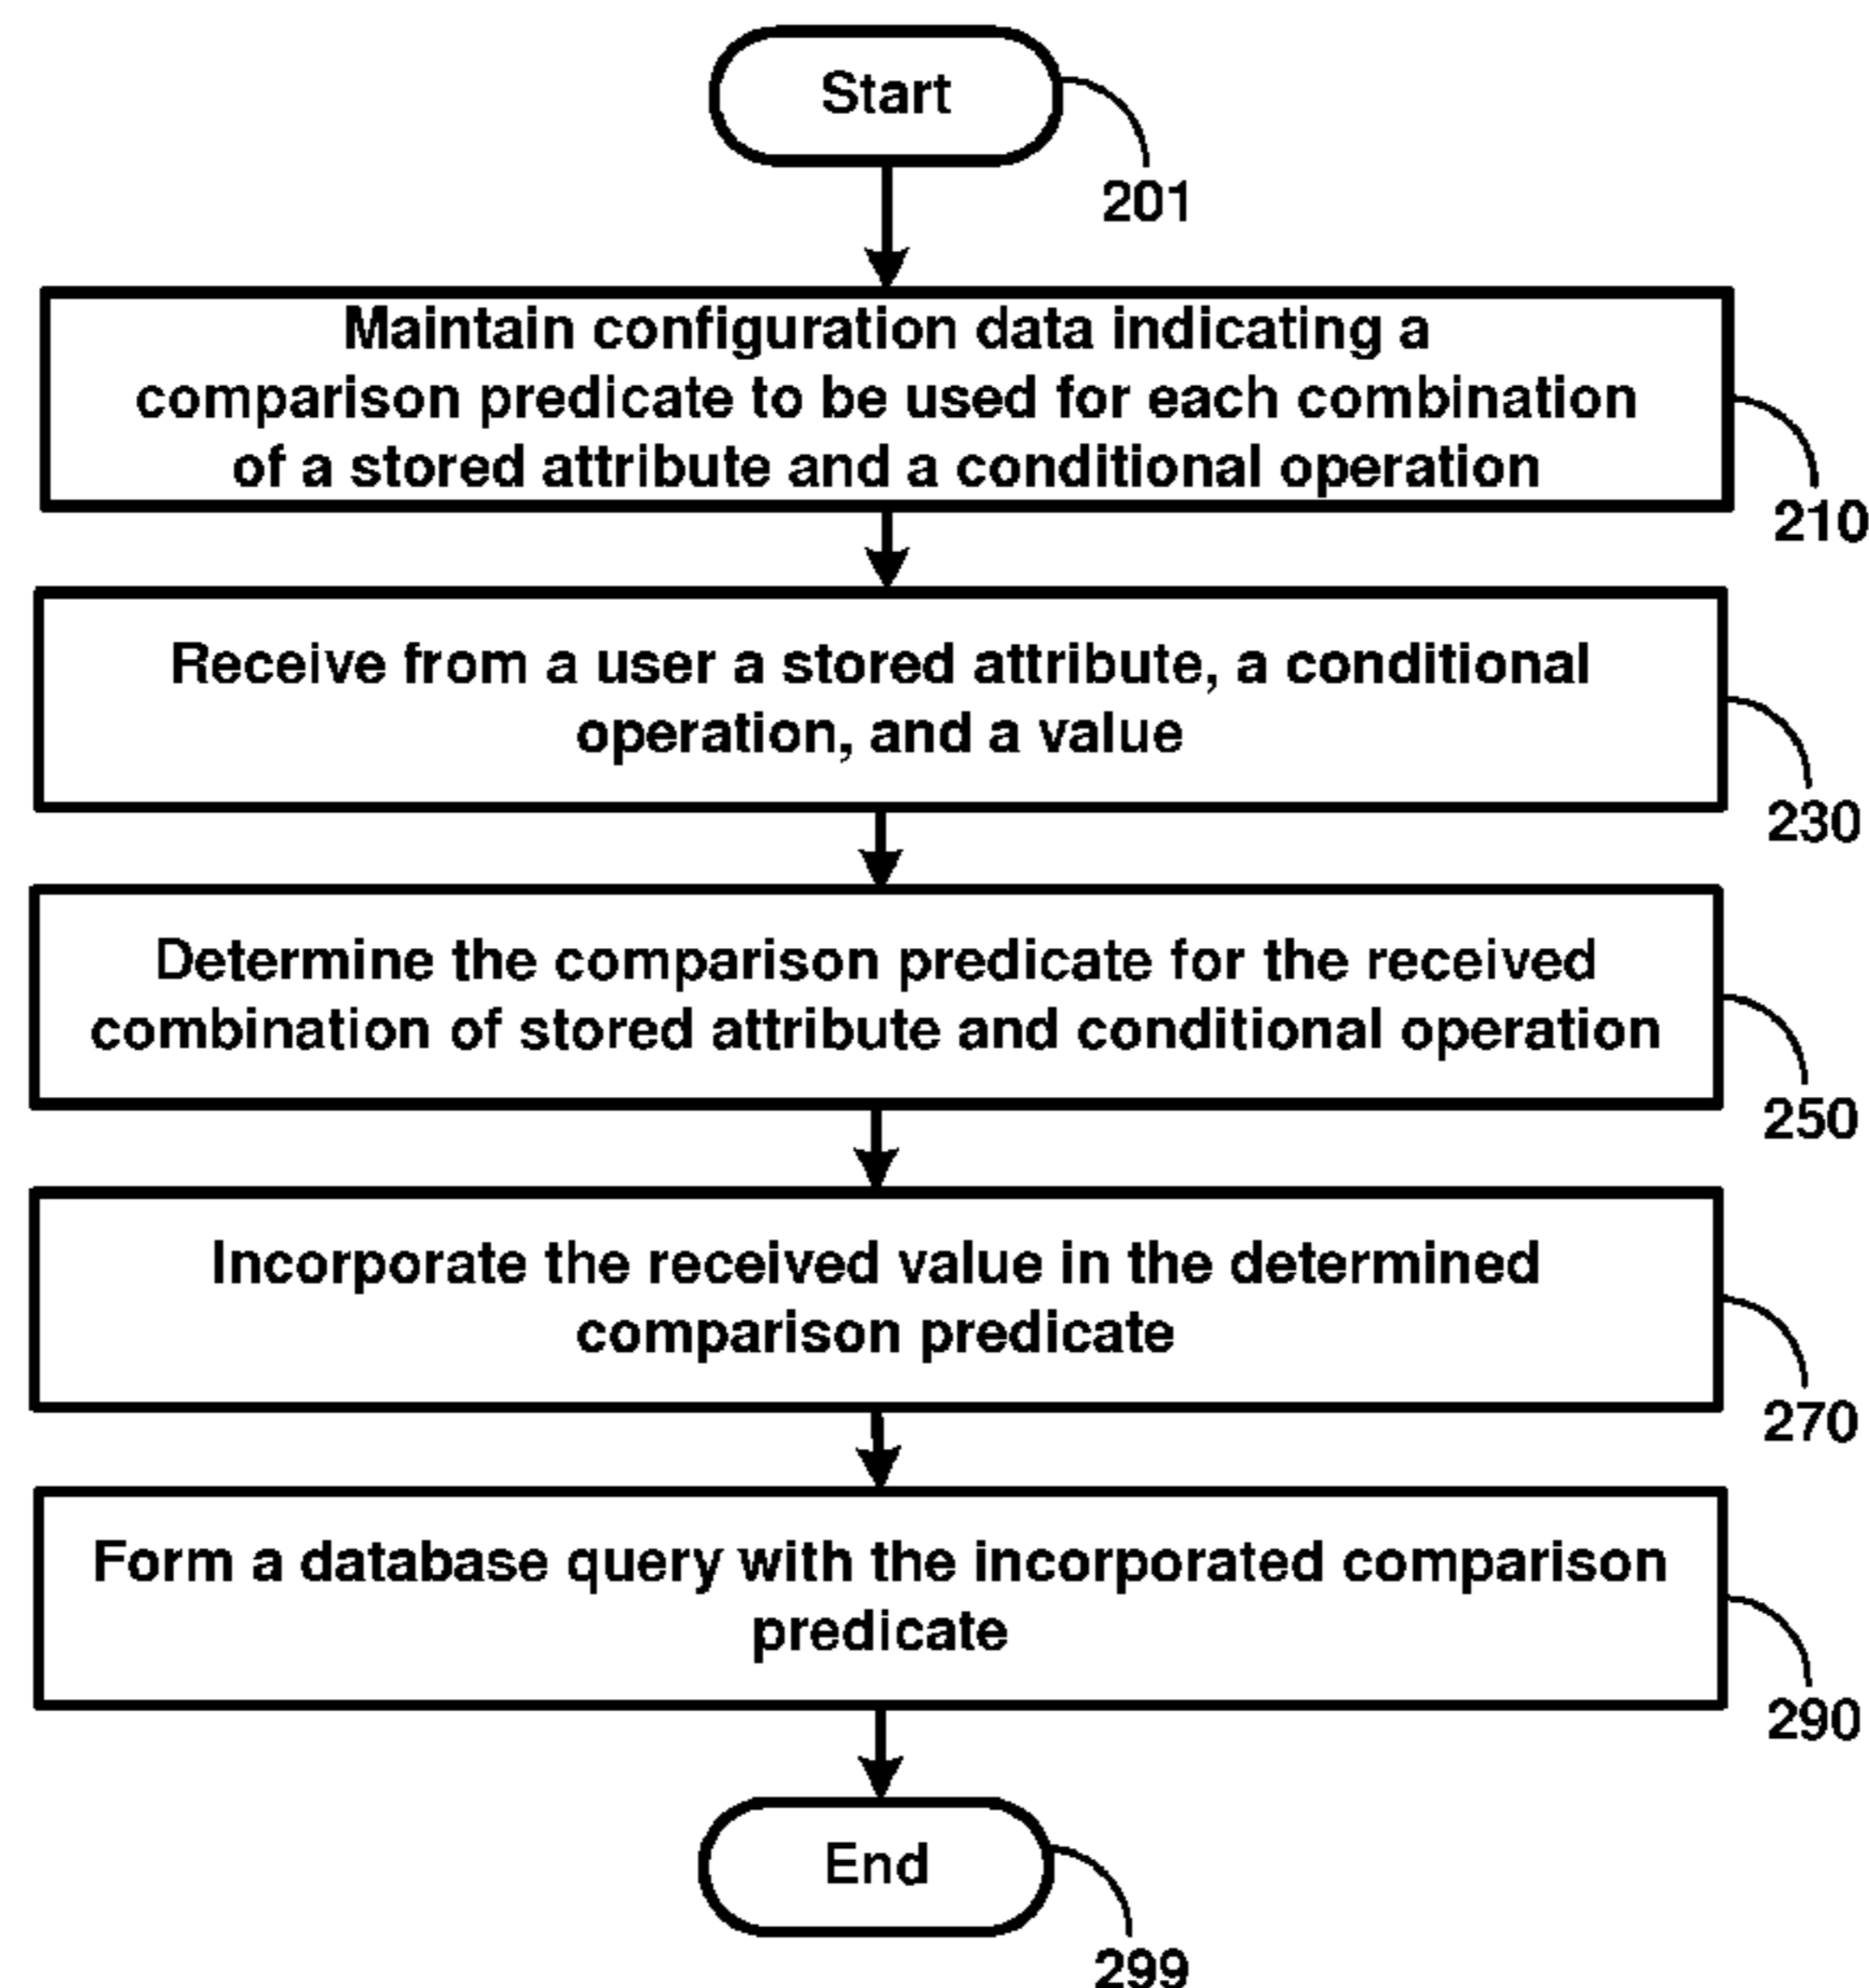 Start
201
Maintain configuration data indicating a
comparison predicate to be used for each combination
of a stored attribute and a conditional operation
210
Receive from a user a stored attribute, a conditional
operation, and a value
230
Determine the comparison predicate for the received
combination of stored attribute and conditional operation
250
Incorporate the received value in the determined
comparison predicate
270
Form a database query with the incorporated comparison
predicate
290
End
299